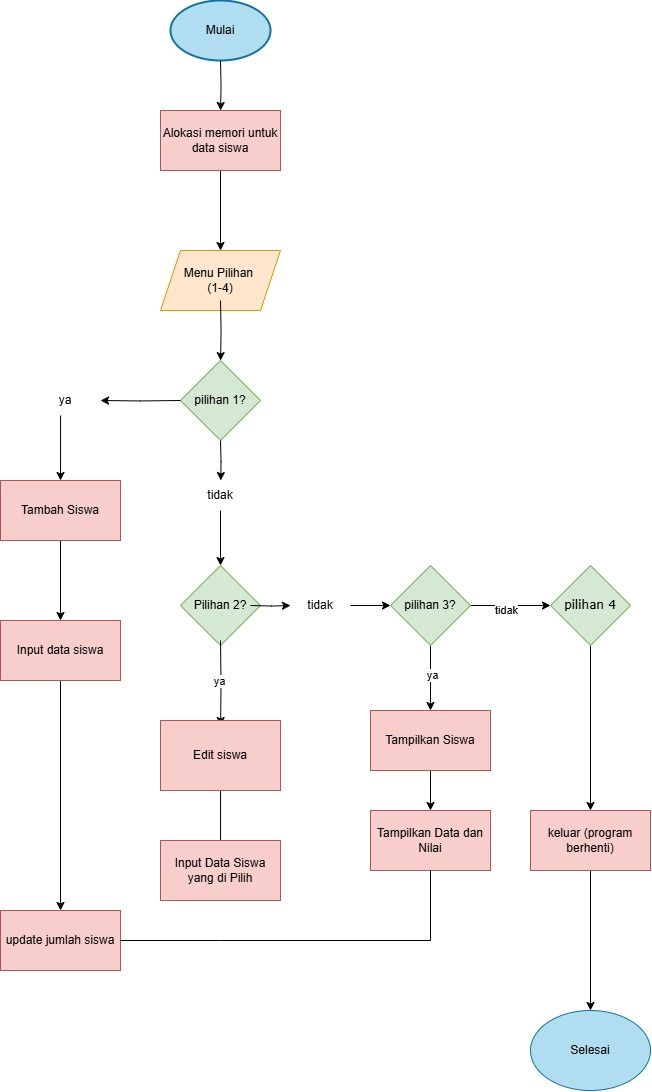 Mulai
Alokasi memori untuk
data siswa
Menu Pilihan
(1-4)
pilihan 1?
ya
tidak
Tambah Siswa
Input data siswa
Pilihan 2?
tidak
pilihan 3?
tidak
pilihan 4
ya
ya
Edit siswa
Tampilkan Siswa
Input Data Siswa
yang di Pilih
Tampilkan Data dan
Nilai
keluar (program
berhenti)
update jumlah siswa
Selesai